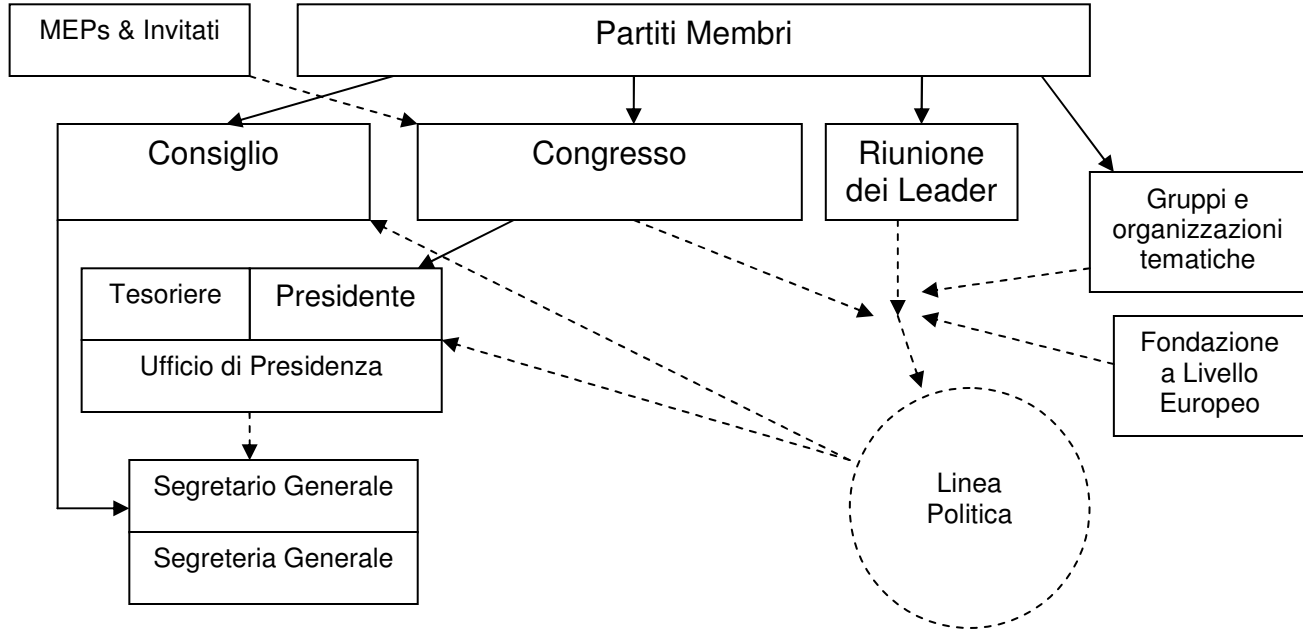 MEPs & Invitati
Partiti Membri
Consiglio
Congresso
Riunione
dei Leader
Gruppi e
organizzazioni
tematiche
Tesoriere
Presidente
Ufficio di Presidenza
Fondazione
a Livello
Europeo
Segretario Generale
Segreteria Generale
Linea
Politica